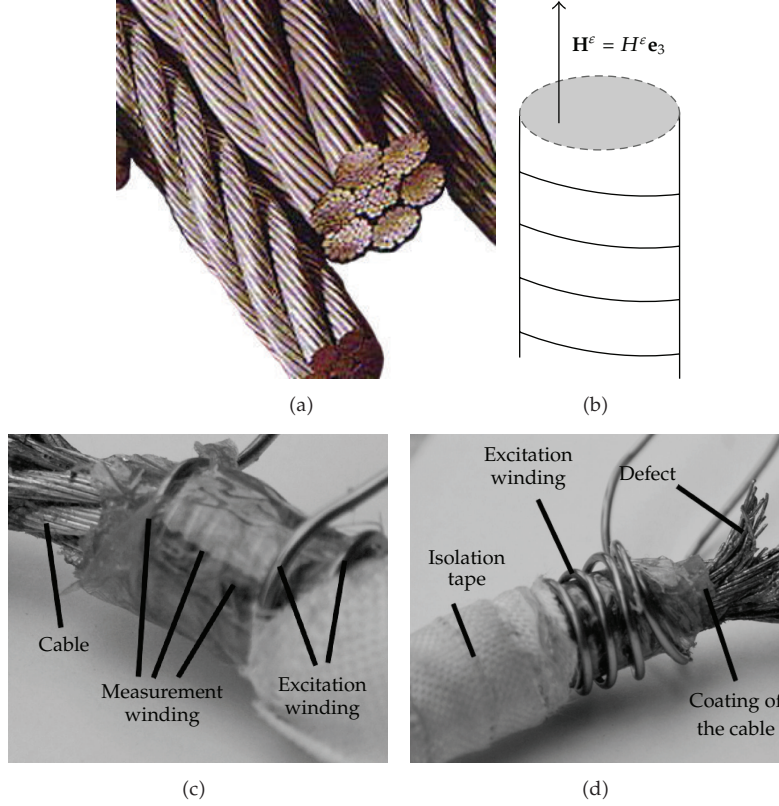 𝐇^ε = H^ε 𝐞₃
(a)
(b)
Cable
Measurement
winding
Excitation
winding
(c)
Excitation
winding
Defect
Isolation
tape
Coating of
the cable
(d)